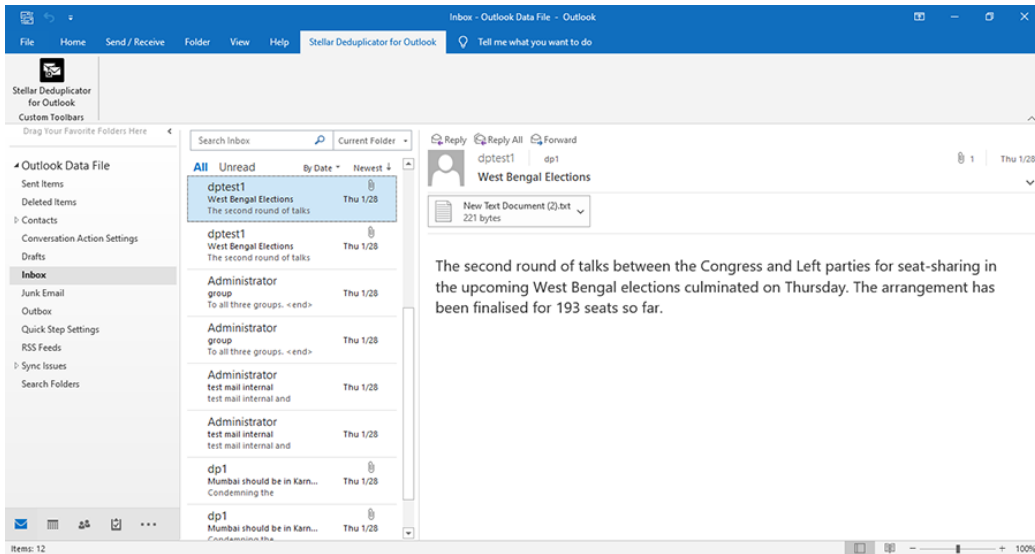 Inbox - Outlook Data File - Outlook
File Home Send / Receive Folder View Help Stellar Deduplicator for Outlook Tell me what you want to do
Stellar Deduplicator
for Outlook
Custom Toolbars
Drag Your Favorite Folders Here
Outlook Data File
Sent Items
Deleted Items
Contacts
Conversation Action Settings
Drafts
Inbox
Junk Email
Outbox
Quick Step Settings
RSS Feeds
Sync Issues
Search Folders
Search Inbox Current Folder
All Unread By Date Newest ↓
dptest1
West Bengal Elections Thu 1/28
The second round of talks
dptest1
West Bengal Elections Thu 1/28
The second round of talks
Administrator
group Thu 1/28
To all three groups. <end>
Administrator
group Thu 1/28
To all three groups. <end>
Administrator
test mail internal Thu 1/28
test mail internal and
Administrator
test mail internal Thu 1/28
test mail internal and
dp1
Mumbai should be in Karn... Thu 1/28
Condemning the
dp1
Mumbai should be in Karn... Thu 1/28
Condemning the
Reply Reply All Forward
dptest1 dp1
1 Thu 1/28
West Bengal Elections
New Text Document (2).txt
221 bytes
The second round of talks between the Congress and Left parties for seat-sharing in
the upcoming West Bengal elections culminated on Thursday. The arrangement has
been finalised for 193 seats so far.
Items: 12
100%